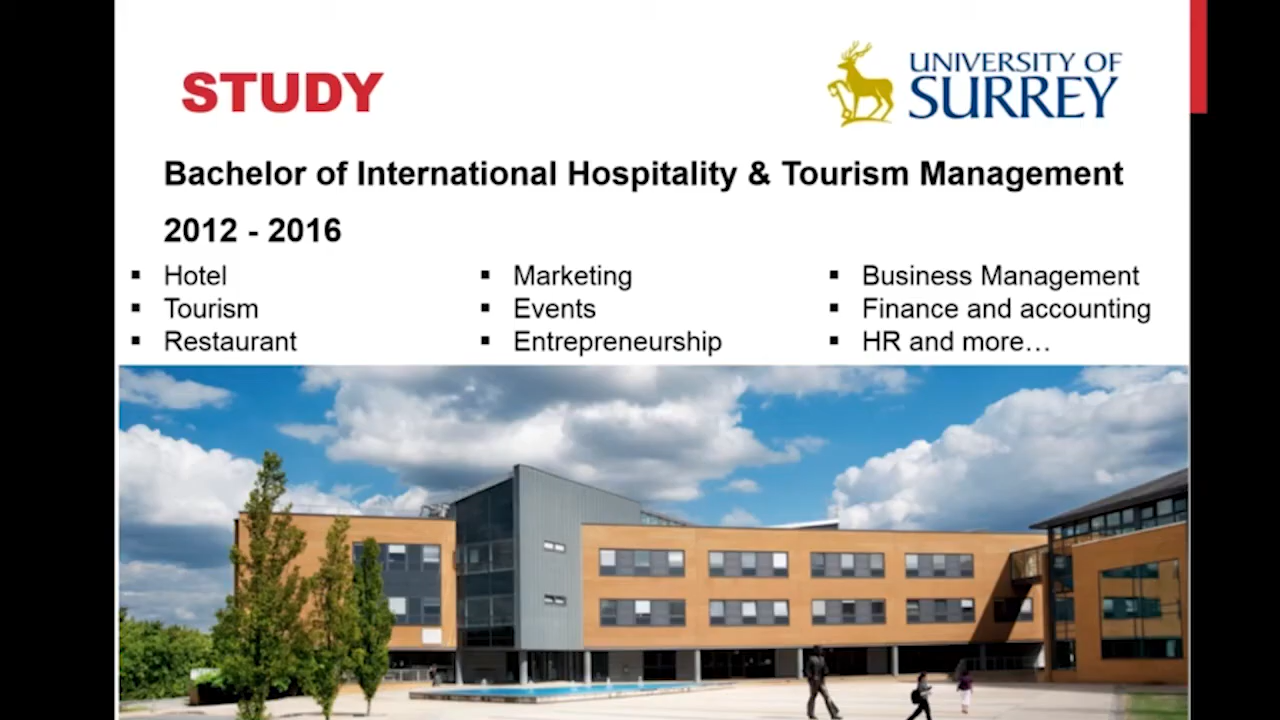 STUDY
UNIVERSITY OF
SURREY
Bachelor of International Hospitality & Tourism Management
2012 - 2016
Hotel
Tourism
Restaurant
Marketing
Events
Entrepreneurship
Business Management
Finance and accounting
HR and more…